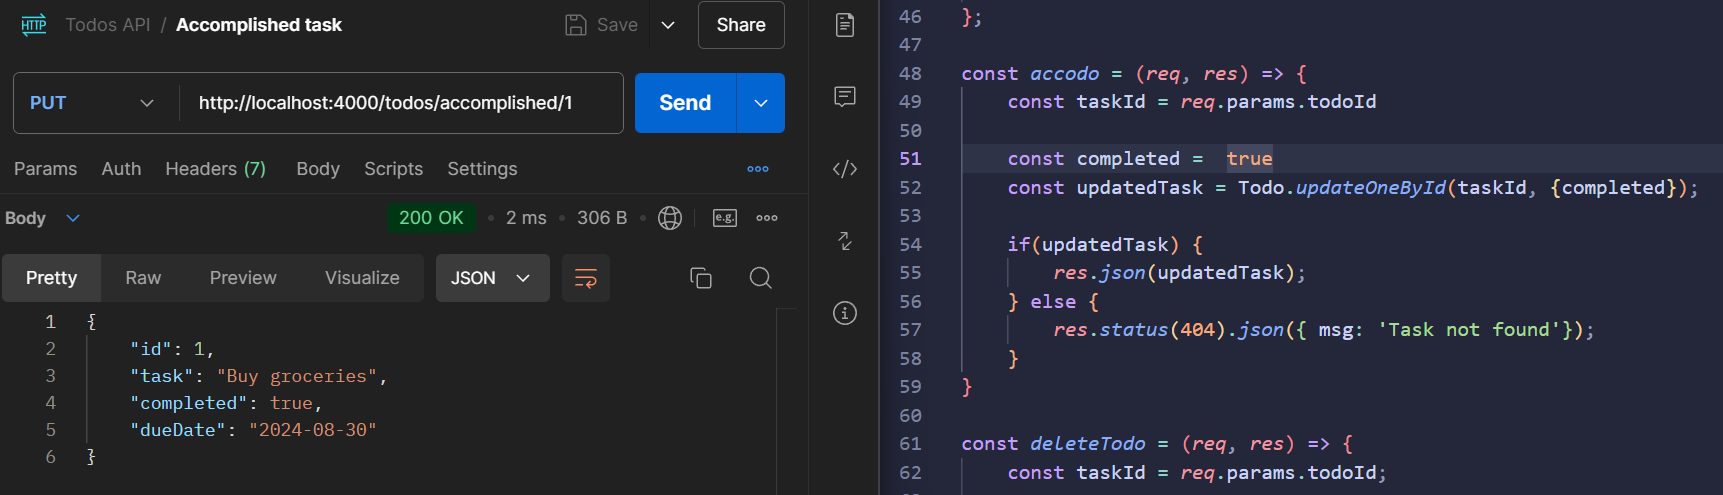 HTTP Todos API / Accomplished task Save Share
PUT http://localhost:4000/todos/accomplished/1 Send
Params Auth Headers (7) Body Scripts Settings
Body 200 OK 2 ms 306 B e.g.
Pretty Raw Preview Visualize JSON
1 {
2 "id": 1,
3 "task": "Buy groceries",
4 "completed": true,
5 "dueDate": "2024-08-30"
6 }
46 };
47
48 const accodo = (req, res) => {
49 const taskId = req.params.todoId
50
51 const completed =  true
52 const updatedTask = Todo.updateOneById(taskId, {completed});
53
54 if(updatedTask) {
55 res.json(updatedTask);
56 } else {
57 res.status(404).json({ msg: 'Task not found'});
58 }
59 }
60
61 const deleteTodo = (req, res) => {
62 const taskId = req.params.todoId;